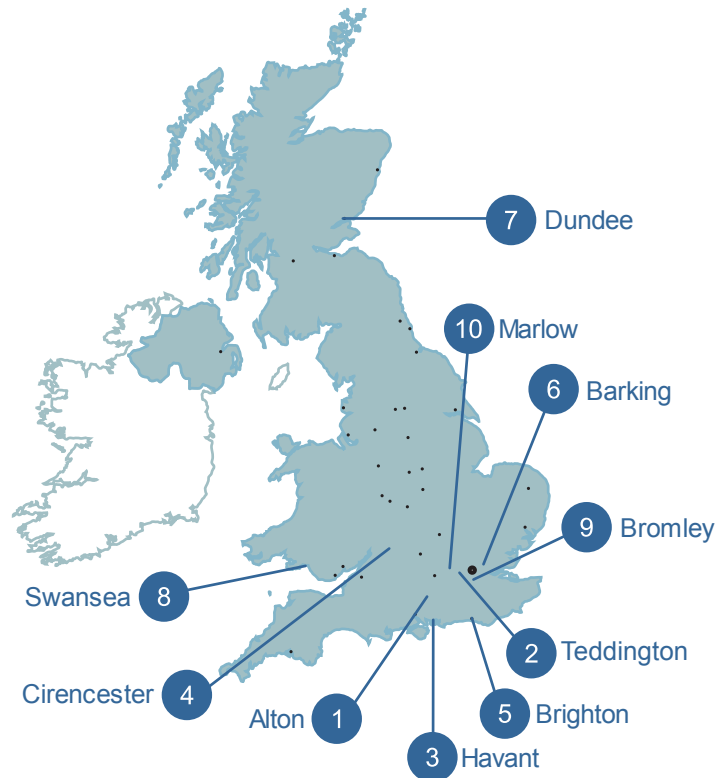 7 Dundee
10 Marlow
6 Barking
9 Bromley
Swansea 8
2 Teddington
Cirencester 4
Alton 1
5 Brighton
3 Havant